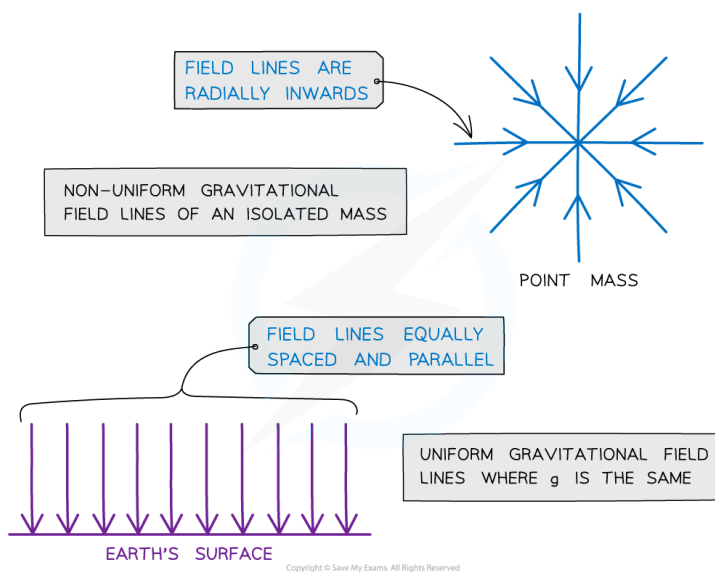 FIELD LINES ARE
RADIALLY INWARDS
NON-UNIFORM GRAVITATIONAL
FIELD LINES OF AN ISOLATED MASS
POINT MASS
FIELD LINES EQUALLY
SPACED AND PARALLEL
UNIFORM GRAVITATIONAL FIELD
LINES WHERE g IS THE SAME
EARTH'S SURFACE
Copyright © Save My Exams. All Rights Reserved